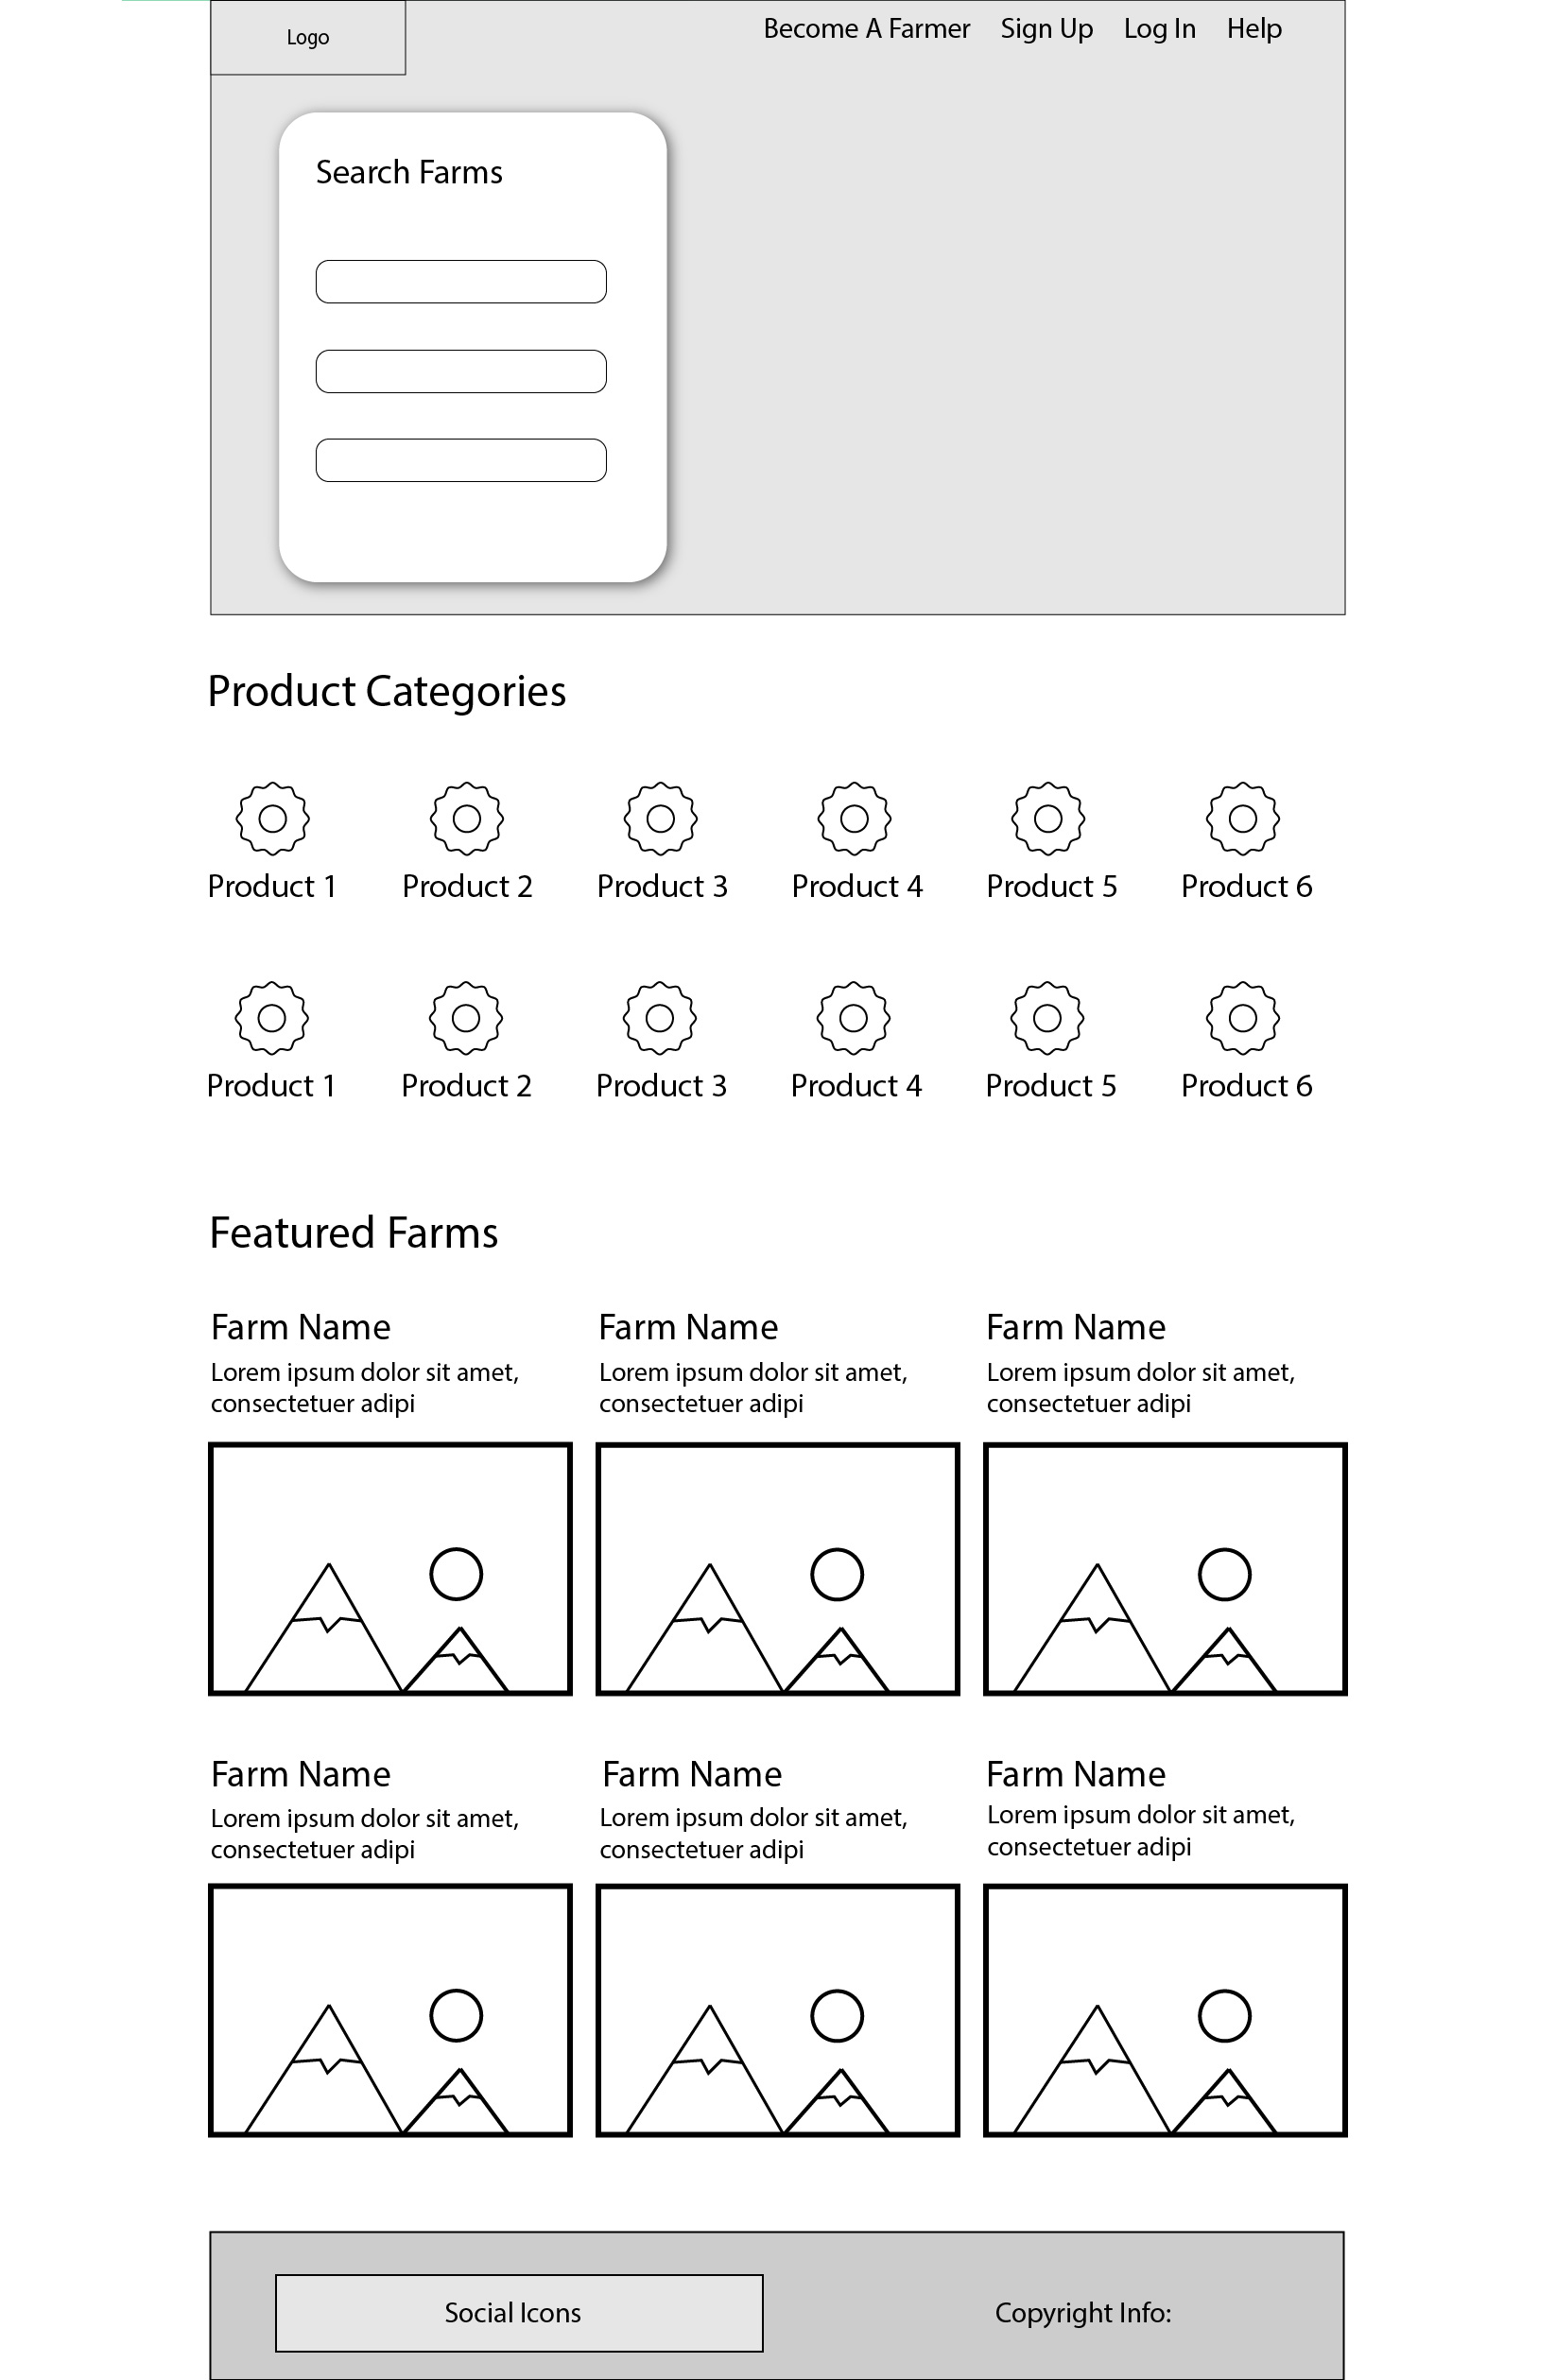 Logo
Become A Farmer Sign Up Log In Help
Search Farms
Product Categories
Product 1 Product 2 Product 3 Product 4 Product 5 Product 6
Product 1 Product 2 Product 3 Product 4 Product 5 Product 6
Featured Farms
Farm Name
Lorem ipsum dolor sit amet,
consectetuer adipi
Farm Name
Lorem ipsum dolor sit amet,
consectetuer adipi
Farm Name
Lorem ipsum dolor sit amet,
consectetuer adipi
Farm Name
Lorem ipsum dolor sit amet,
consectetuer adipi
Farm Name
Lorem ipsum dolor sit amet,
consectetuer adipi
Farm Name
Lorem ipsum dolor sit amet,
consectetuer adipi
Social Icons
Copyright Info: